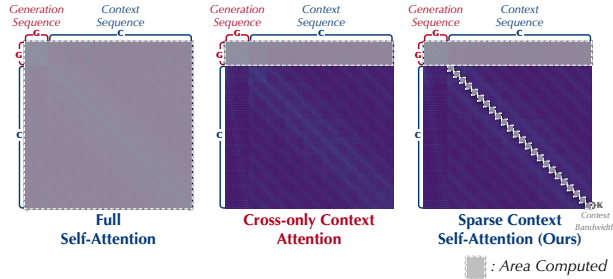 Generation Sequence
Context Sequence
G
C
G
C
Full
Self-Attention
Generation Sequence
Context Sequence
G
C
G
C
Cross-only Context
Attention
Generation Sequence
Context Sequence
G
C
G
C
K
Context
Bandwidth
Sparse Context
Self-Attention (Ours)
: Area Computed